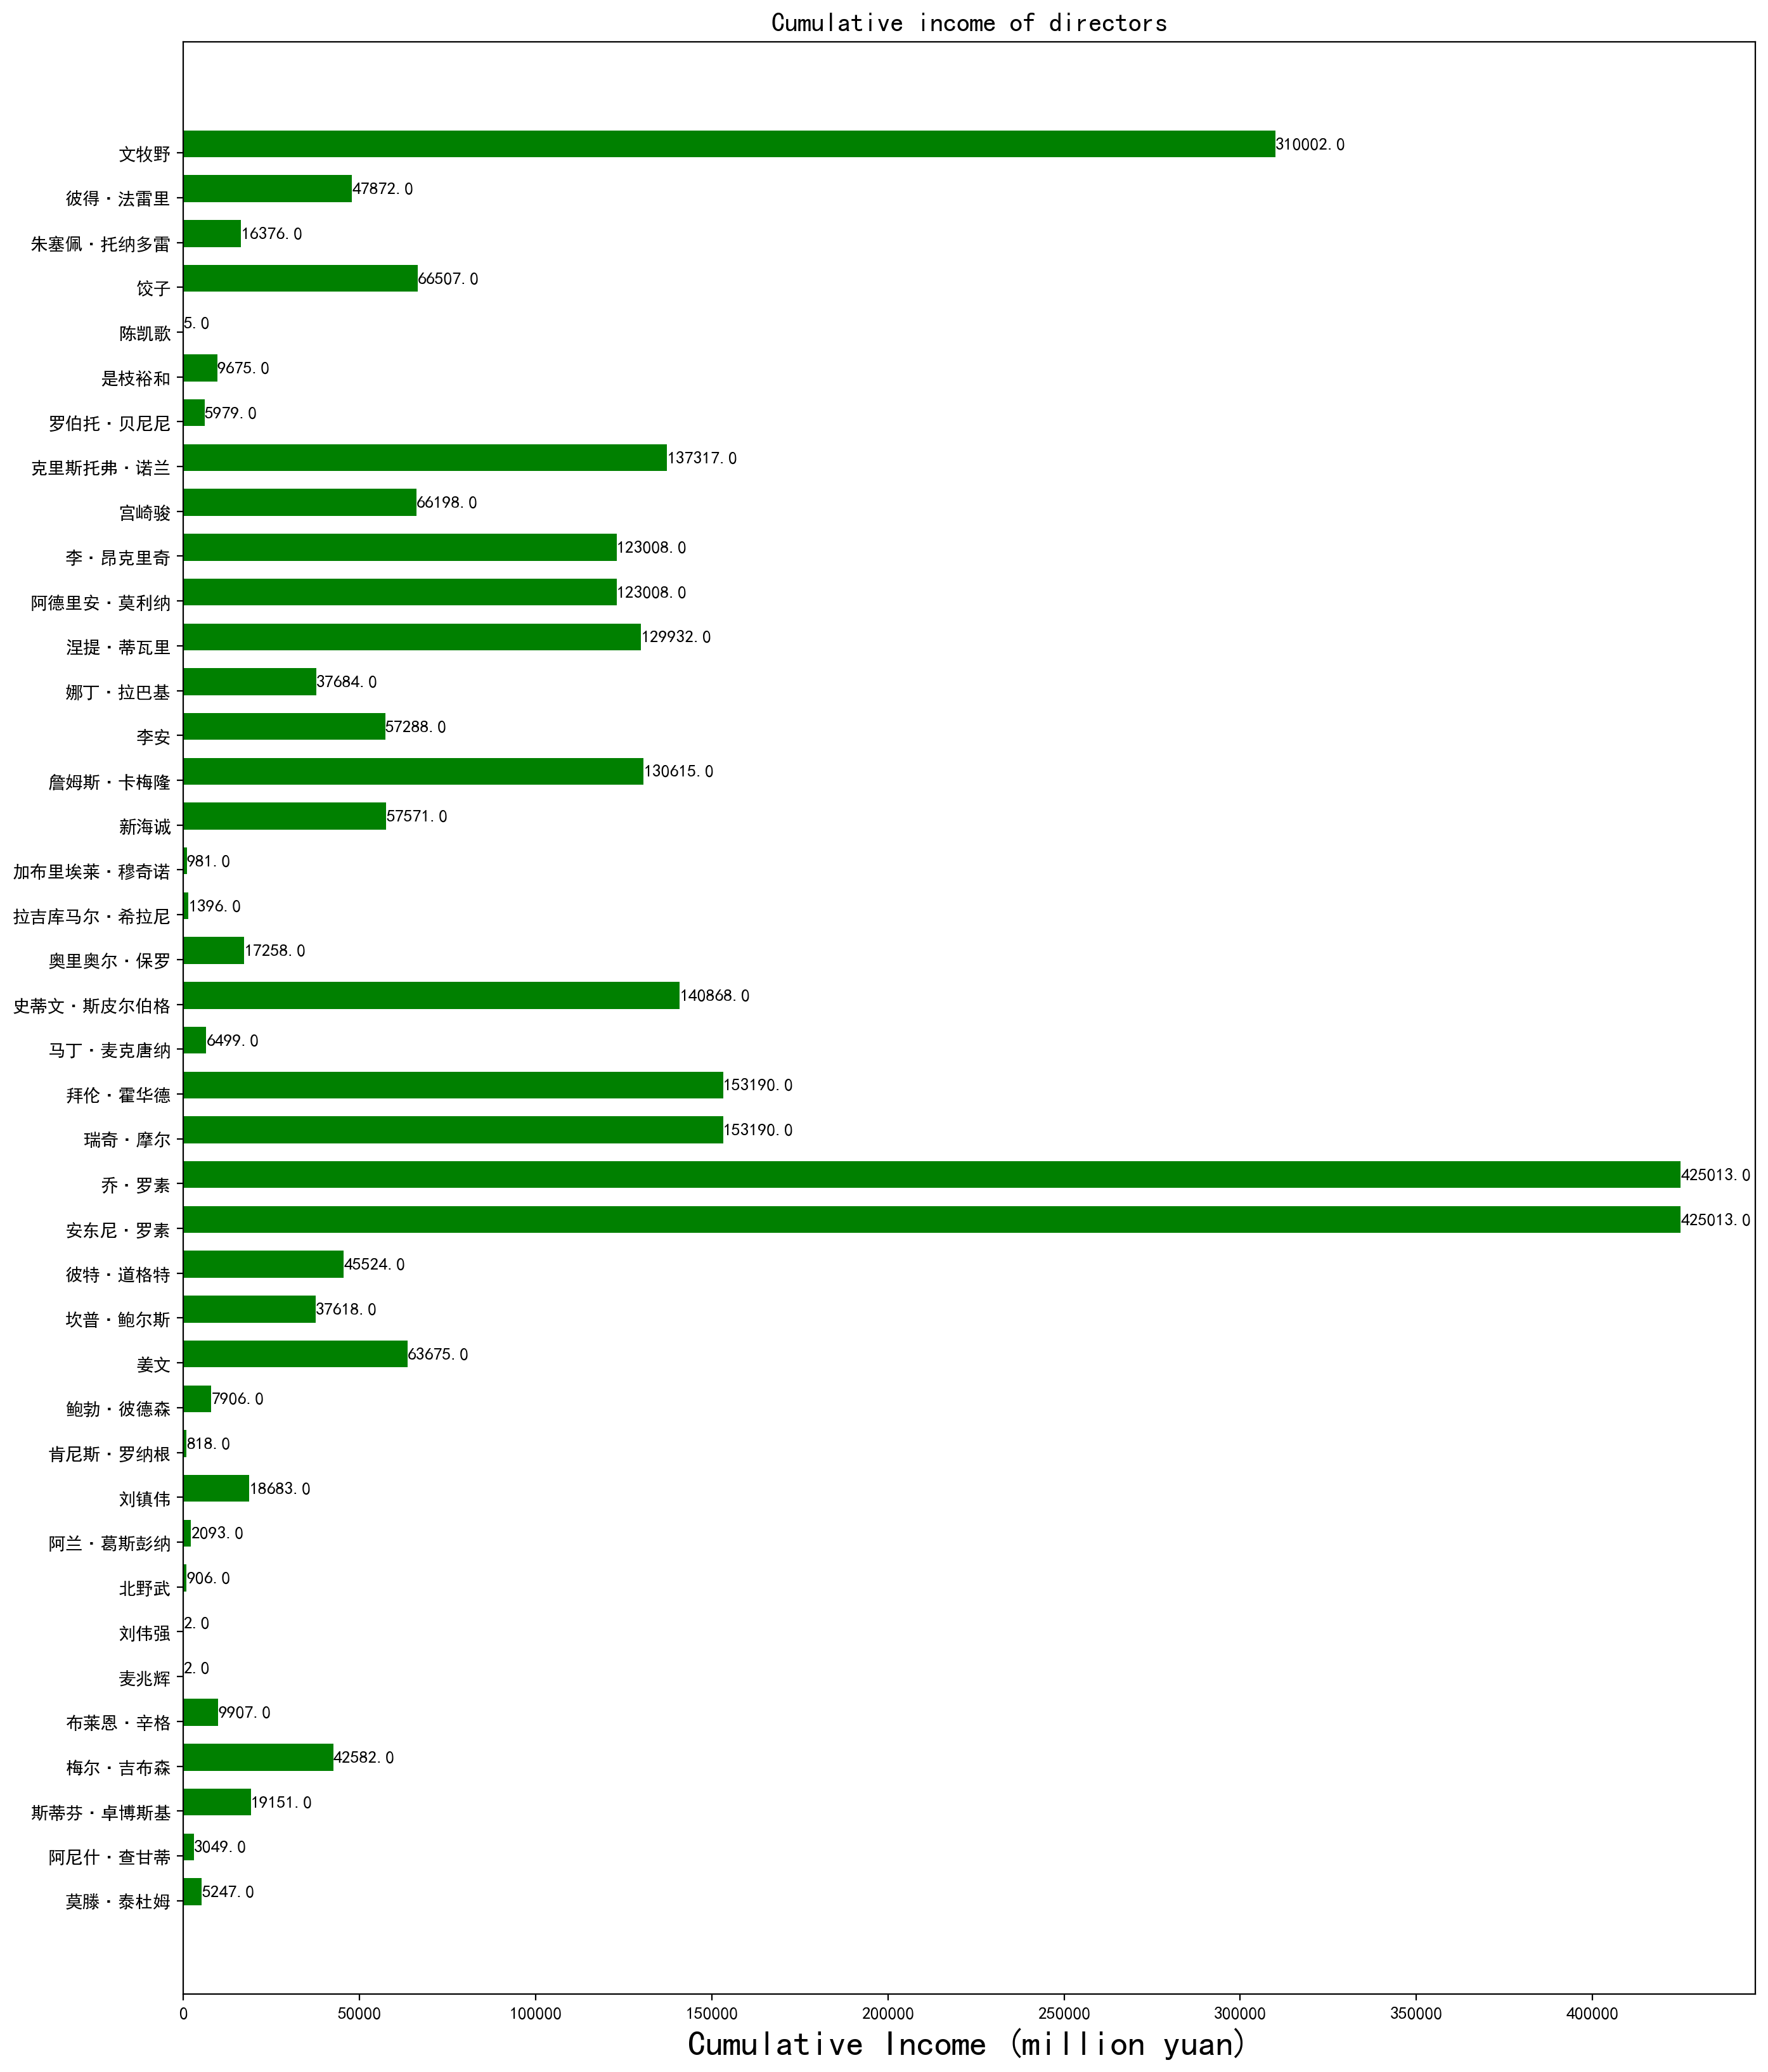 Cumulative income of directors
文牧野 310002.0
彼得·法雷里 47872.0
朱塞佩·托纳多雷 16376.0
饺子 66507.0
陈凯歌 5.0
是枝裕和 9675.0
罗伯托·贝尼尼 5979.0
克里斯托弗·诺兰 137317.0
宫崎骏 66198.0
李·昂克里奇 123008.0
阿德里安·莫利纳 123008.0
涅提·蒂瓦里 129932.0
娜丁·拉巴基 37684.0
李安 57288.0
詹姆斯·卡梅隆 130615.0
新海诚 57571.0
加布里埃莱·穆奇诺 981.0
拉吉库马尔·希拉尼 1396.0
奥里奥尔·保罗 17258.0
史蒂文·斯皮尔伯格 140868.0
马丁·麦克唐纳 6499.0
拜伦·霍华德 153190.0
瑞奇·摩尔 153190.0
乔·罗素 425013.0
安东尼·罗素 425013.0
彼特·道格特 45524.0
坎普·鲍尔斯 37618.0
姜文 63675.0
鲍勃·彼德森 7906.0
肯尼斯·罗纳根 818.0
刘镇伟 18683.0
阿兰·葛斯彭纳 2093.0
北野武 906.0
刘伟强 2.0
麦兆辉 2.0
布莱恩·辛格 9907.0
梅尔·吉布森 42582.0
斯蒂芬·卓博斯基 19151.0
阿尼什·查甘蒂 3049.0
莫滕·泰杜姆 5247.0
0 50000 100000 150000 200000 250000 300000 350000 400000
Cumulative Income (million yuan)